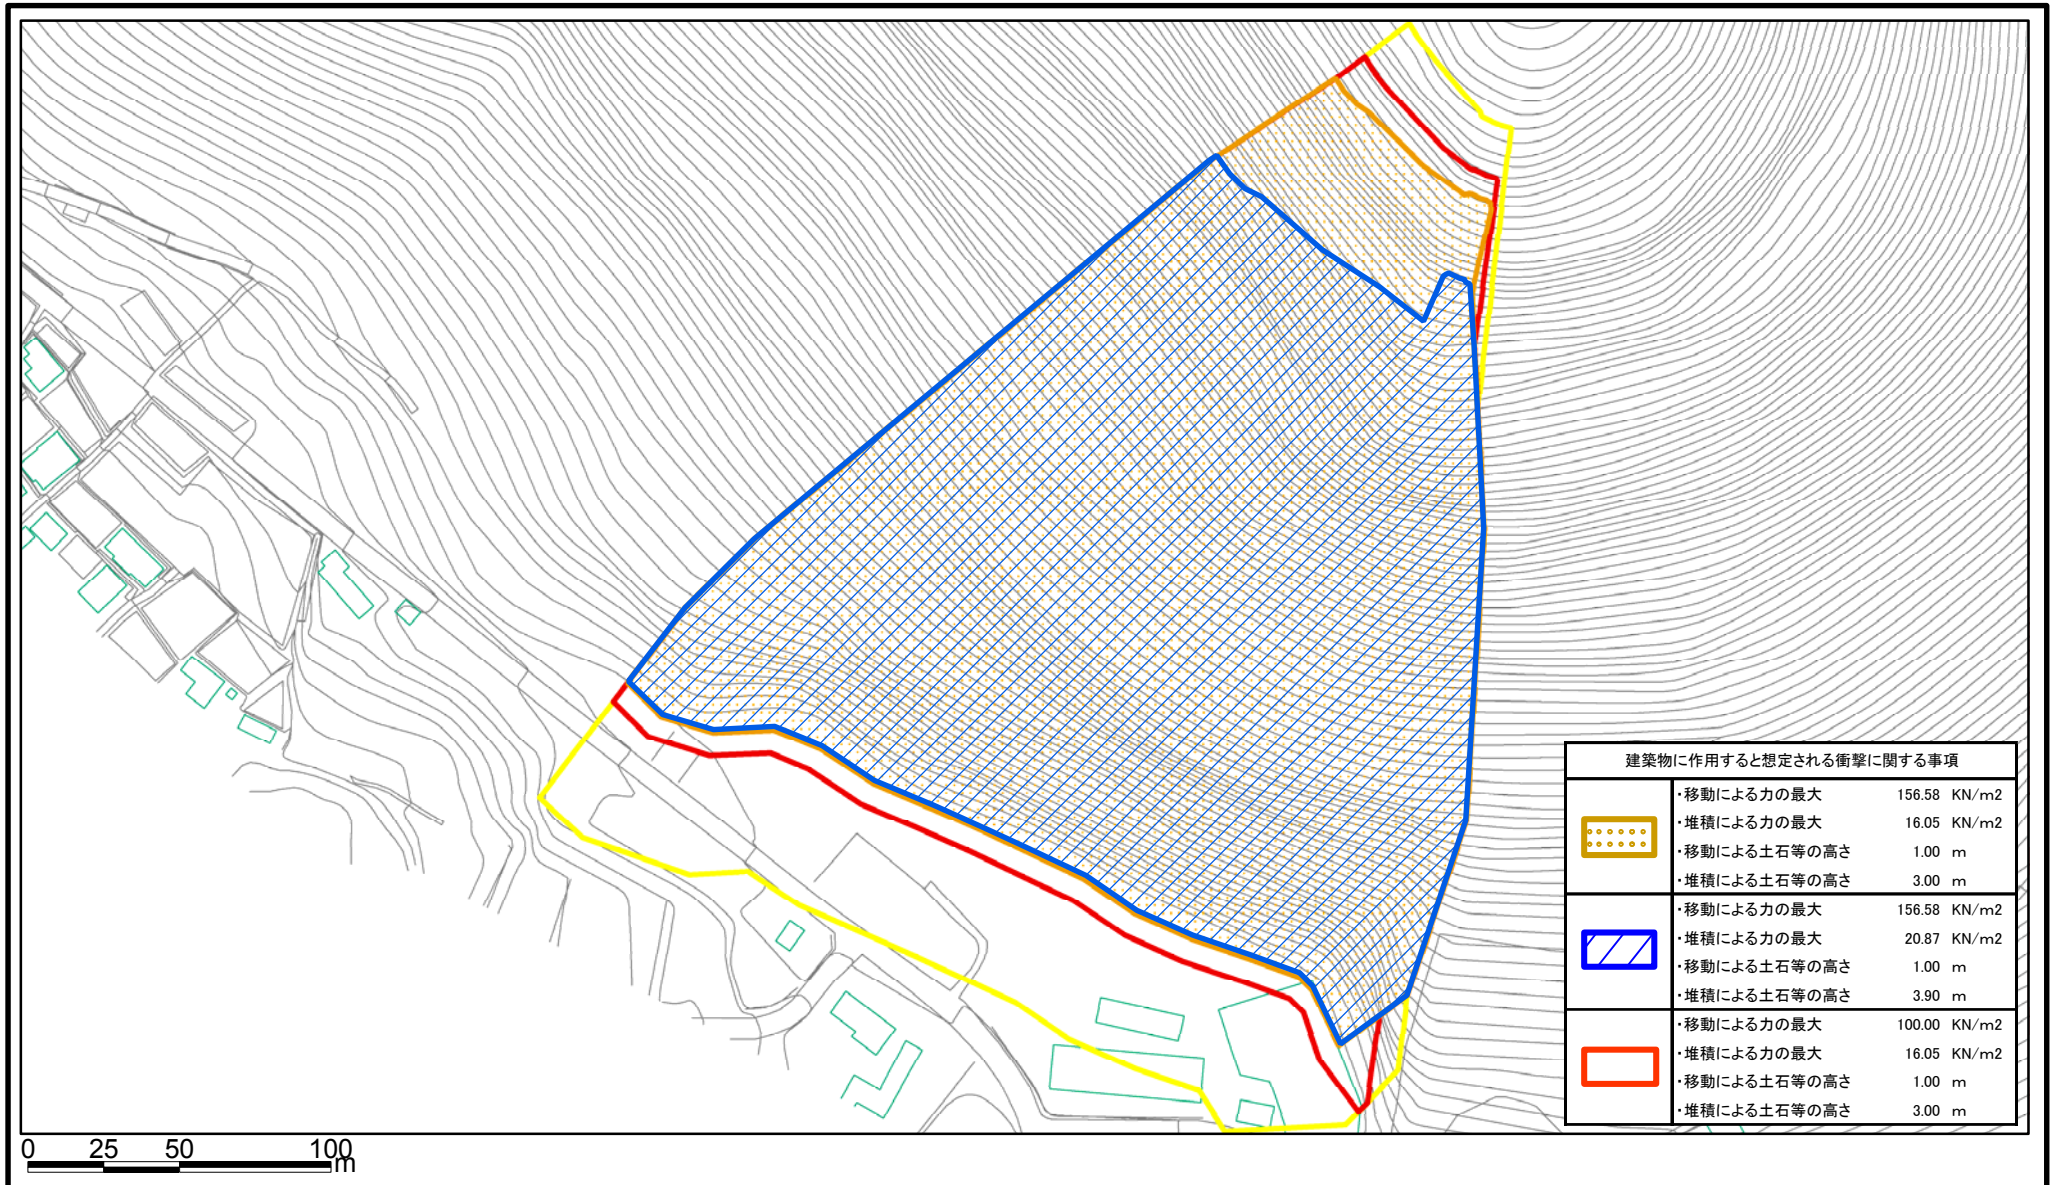 建築物に作用すると想定される衝撃に関する事項
・移動による力の最大 156.58 KN/m2
・堆積による力の最大 16.05 KN/m2
・移動による土石等の高さ 1.00 m
・堆積による土石等の高さ 3.00 m
・移動による力の最大 156.58 KN/m2
・堆積による力の最大 20.87 KN/m2
・移動による土石等の高さ 1.00 m
・堆積による土石等の高さ 3.90 m
・移動による力の最大 100.00 KN/m2
・堆積による力の最大 16.05 KN/m2
・移動による土石等の高さ 1.00 m
・堆積による土石等の高さ 3.00 m
0 25 50 100 m